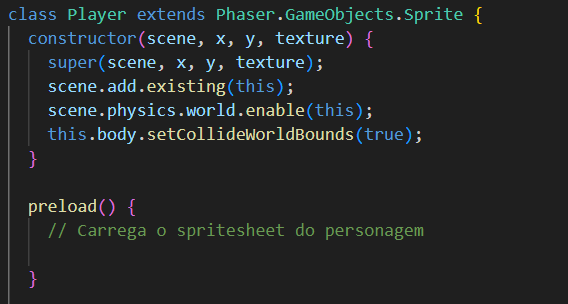 class Player extends Phaser.GameObjects.Sprite {
constructor(scene, x, y, texture) {
super(scene, x, y, texture);
scene.add.existing(this);
scene.physics.world.enable(this);
this.body.setCollideWorldBounds(true);
}
preload() {
// Carrega o spritesheet do personagem
}